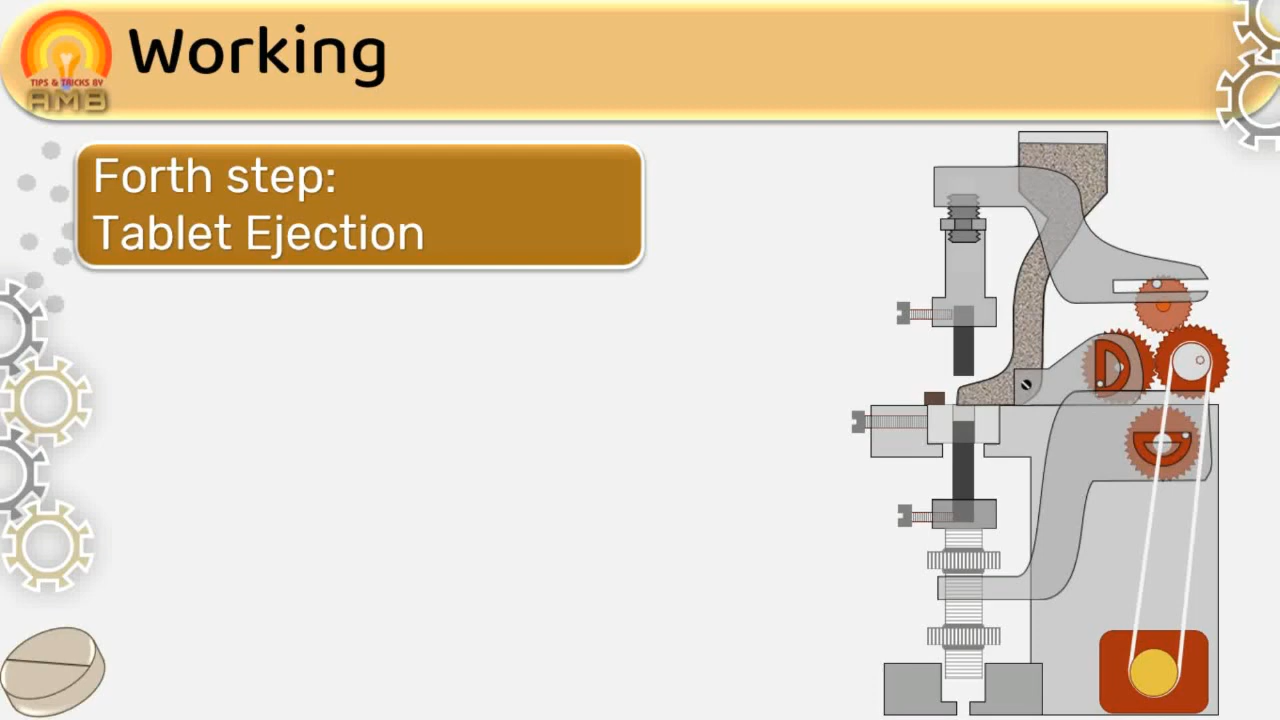 Working
TIPS & TRICKS BY
AMB
Forth step:
Tablet Ejection